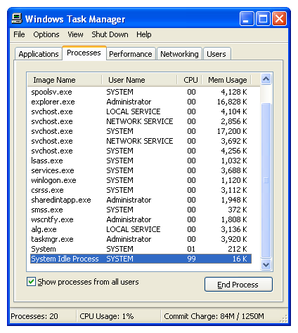 Windows Task Manager
File Options View Shut Down Help
Applications Processes Performance Networking Users
Image Name User Name CPU Mem Usage
spoolsv.exe SYSTEM 00 4,128 K
explorer.exe Administrator 00 16,828 K
svchost.exe LOCAL SERVICE 00 4,104 K
svchost.exe NETWORK SERVICE 00 2,856 K
svchost.exe SYSTEM 00 17,200 K
svchost.exe NETWORK SERVICE 00 3,692 K
svchost.exe SYSTEM 00 4,256 K
lsass.exe SYSTEM 00 1,032 K
services.exe SYSTEM 00 3,688 K
winlogon.exe SYSTEM 00 1,120 K
csrss.exe SYSTEM 00 3,112 K
sharedintapp.exe Administrator 00 1,948 K
smss.exe SYSTEM 00 372 K
wscntfy.exe Administrator 00 1,808 K
alg.exe LOCAL SERVICE 00 3,136 K
taskmgr.exe Administrator 00 3,920 K
System SYSTEM 01 212 K
System Idle Process SYSTEM 99 16 K
Show processes from all users End Process
Processes: 20 CPU Usage: 1% Commit Charge: 84M / 1250M